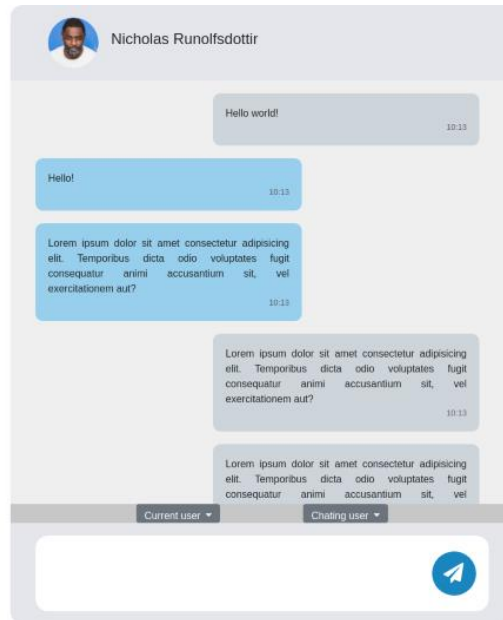 Nicholas Runolfsdottir
Hello world!
10:13
Hello!
10:13
Lorem ipsum dolor sit amet consectetur adipisicing
elit. Temporibus dicta odio voluptates fugit
consequatur animi accusantium sit, vel
exercitationem aut?
10:13
Lorem ipsum dolor sit amet consectetur adipisicing
elit. Temporibus dicta odio voluptates fugit
consequatur animi accusantium sit, vel
exercitationem aut?
10:13
Lorem ipsum dolor sit amet consectetur adipisicing
elit. Temporibus dicta odio voluptates fugit
consequatur animi accusantium sit, vel
Current user Chating user